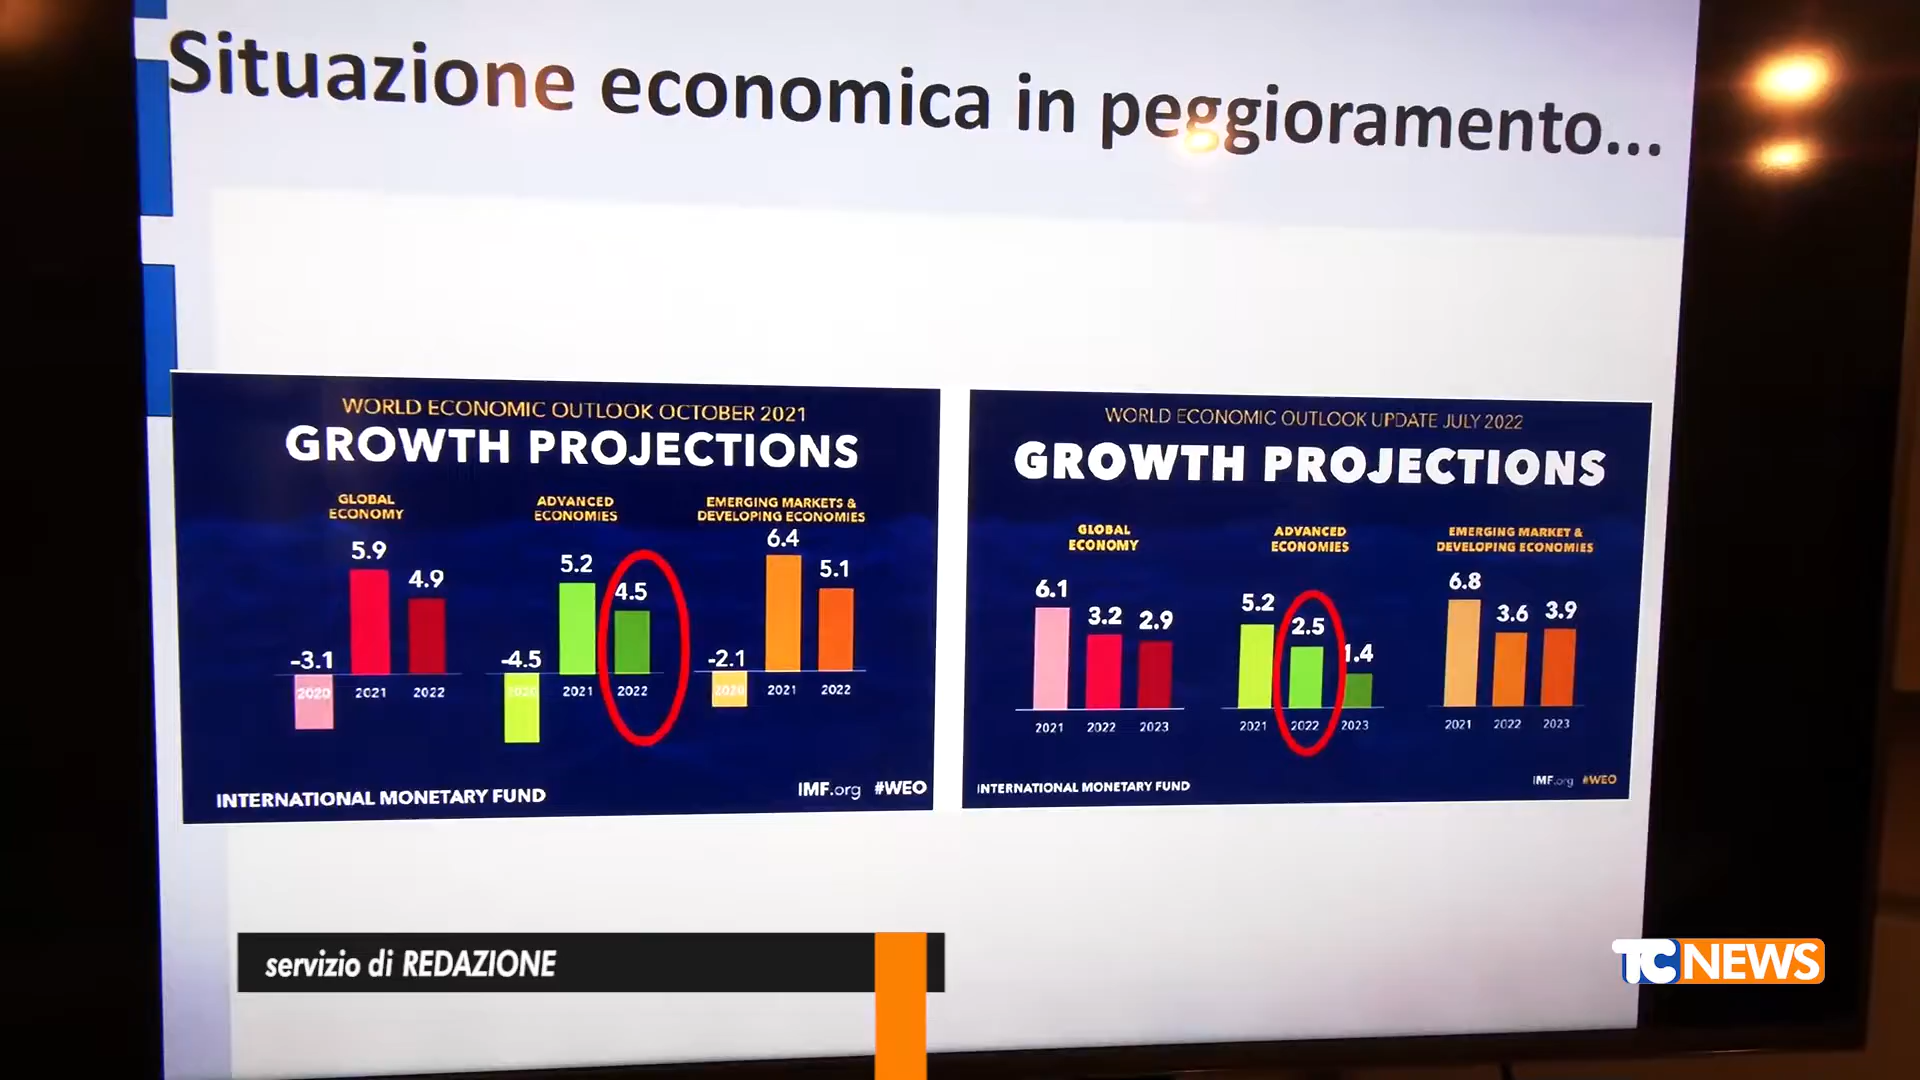 Situazione economica in peggioramento...
WORLD ECONOMIC OUTLOOK OCTOBER 2021
GROWTH PROJECTIONS
GLOBAL
ECONOMY
ADVANCED
ECONOMIES
EMERGING MARKETS &
DEVELOPING ECONOMIES
-3.1 5.9 4.9
-4.5 5.2 4.5
-2.1 6.4 5.1
2020 2021 2022
2020 2021 2022
2020 2021 2022
INTERNATIONAL MONETARY FUND
IMF.org #WEO
WORLD ECONOMIC OUTLOOK UPDATE JULY 2022
GROWTH PROJECTIONS
GLOBAL
ECONOMY
ADVANCED
ECONOMIES
EMERGING MARKET &
DEVELOPING ECONOMIES
6.1 3.2 2.9
5.2 2.5 1.4
6.8 3.6 3.9
2021 2022 2023
2021 2022 2023
2021 2022 2023
INTERNATIONAL MONETARY FUND
IMF.org #WEO
servizio di REDAZIONE
TC NEWS